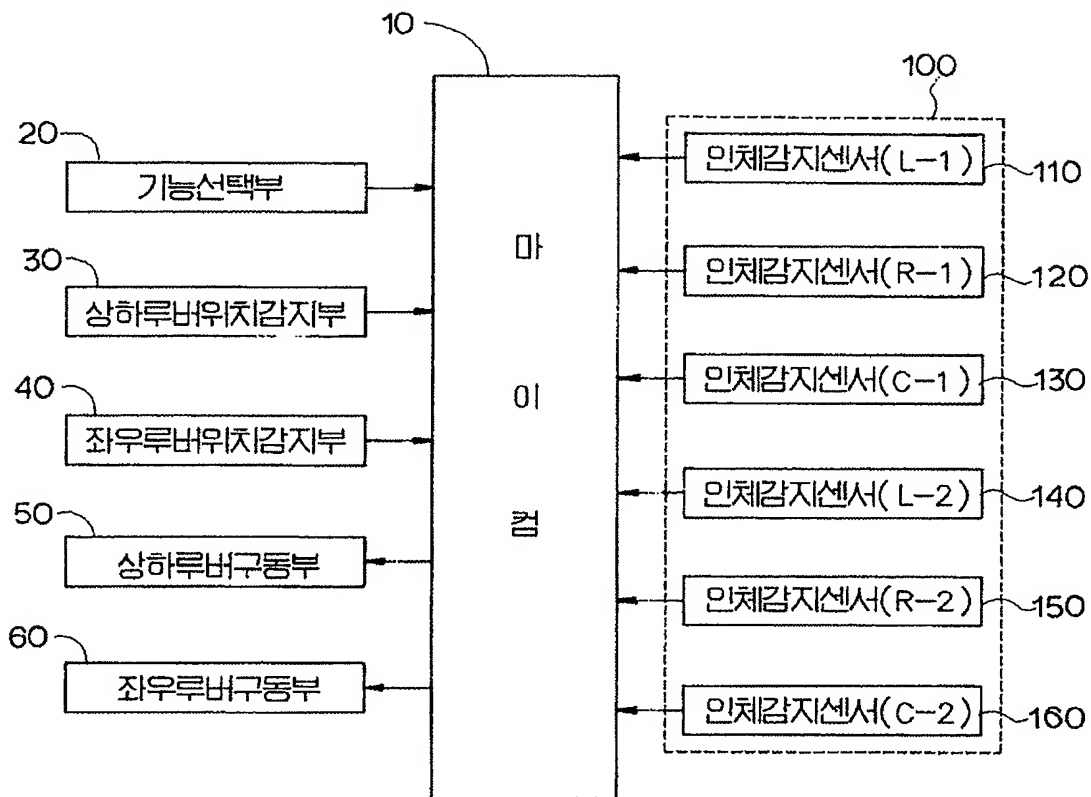 10
100
20
기능선택부
30
상하루버위치감지부
40
좌우루버위치감지부
50
상하루버구동부
60
좌우루버구동부
마
이
컴
인체감지센서(L-1)
110
인체감지센서(R-1)
120
인체감지센서(C-1)
130
인체감지센서(L-2)
140
인체감지센서(R-2)
150
인체감지센서(C-2)
160